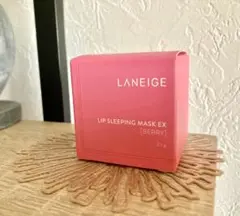 LANEIGE
LIP SLEEPING MASK EX
[BERRY]